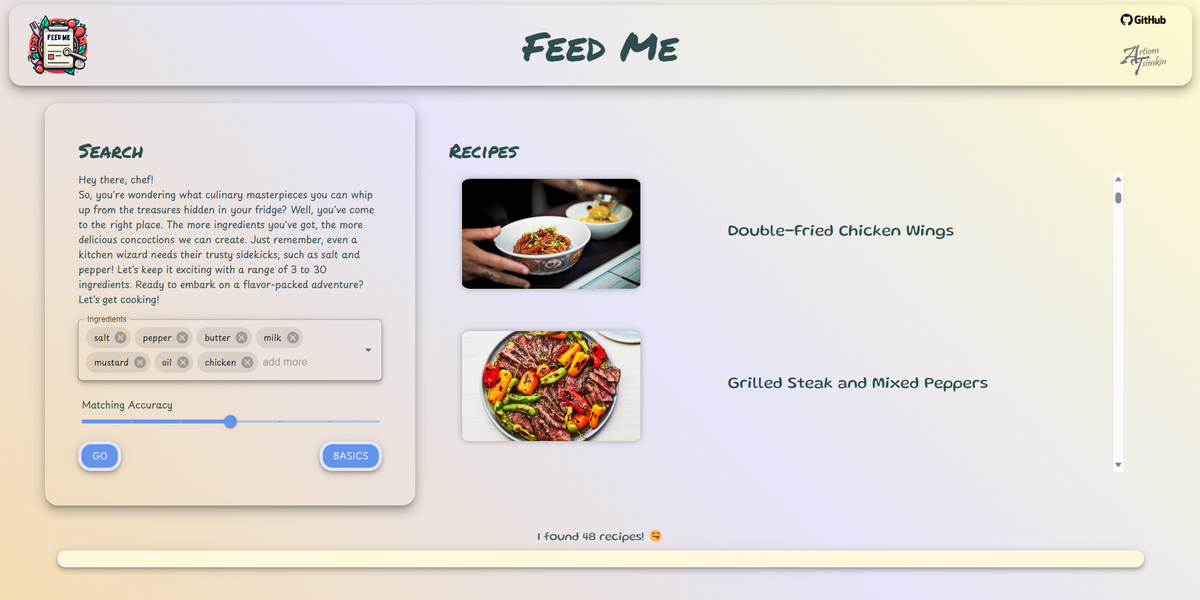 FEED ME
Feed Me
GitHub
Artiom
Tsimkin
Search
Hey there, chef!
So, you're wondering what culinary masterpieces you can whip
up from the treasures hidden in your fridge? Well, you've come
to the right place. The more ingredients you've got, the more
delicious concoctions we can create. Just remember, even a
kitchen wizard needs their trusty sidekicks, such as salt and
pepper! Let's keep it exciting with a range of 3 to 30
ingredients. Ready to embark on a flavor-packed adventure?
Let's get cooking!
Ingredients
salt pepper butter milk
mustard oil chicken add more
Matching Accuracy
GO BASICS
Recipes
Double-Fried Chicken Wings
Grilled Steak and Mixed Peppers
I found 48 recipes! 😋